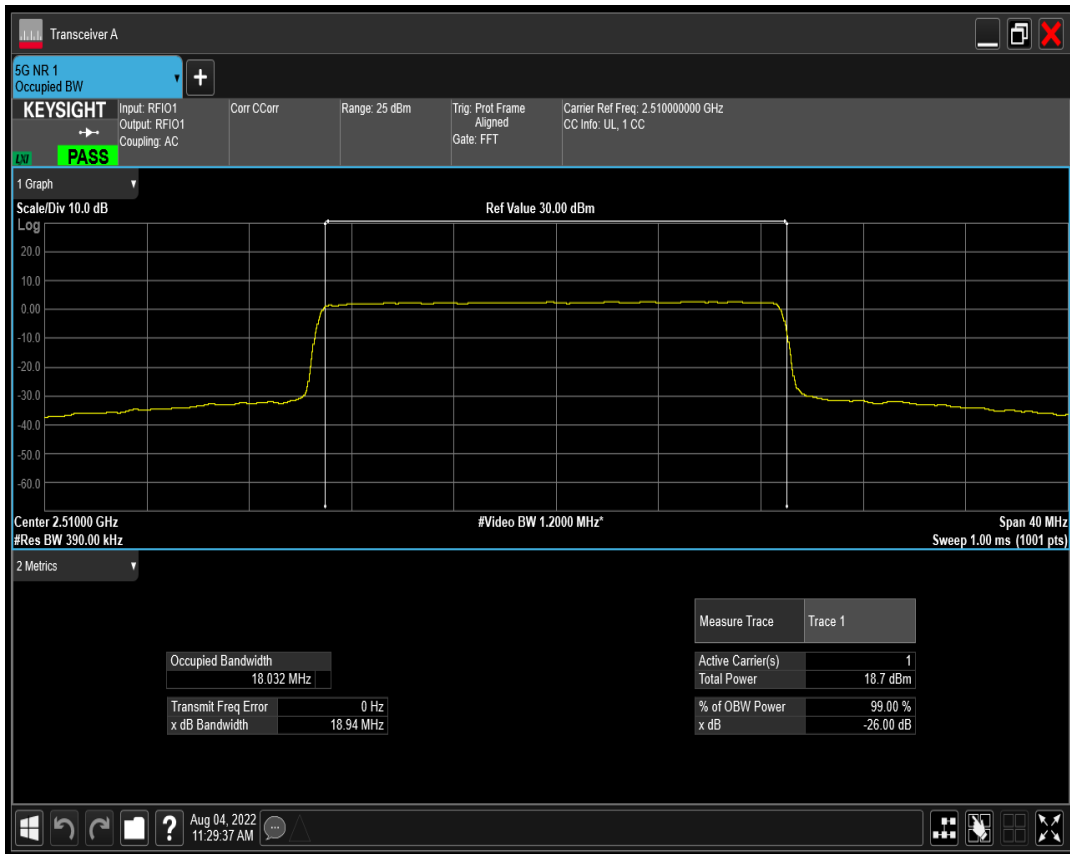 Transceiver A
5G NR 1
Occupied BW
+
KEYSIGHT
LXI
PASS
Input: RFIO1
Output: RFIO1
Coupling: AC
Corr CCorr
Range: 25 dBm
Trig: Prot Frame
Aligned
Gate: FFT
Carrier Ref Freq: 2.510000000 GHz
CC Info: UL, 1 CC
1 Graph
Scale/Div 10.0 dB
Ref Value 30.00 dBm
Log
20.0
10.0
0.00
-10.0
-20.0
-30.0
-40.0
-50.0
-60.0
Center 2.51000 GHz
#Video BW 1.2000 MHz*
Span 40 MHz
#Res BW 390.00 kHz
Sweep 1.00 ms (1001 pts)
2 Metrics
Measure Trace Trace 1
Occupied Bandwidth
18.032 MHz
Active Carrier(s) 1
Total Power 18.7 dBm
Transmit Freq Error 0 Hz
x dB Bandwidth 18.94 MHz
% of OBW Power 99.00 %
x dB -26.00 dB
?
Aug 04, 2022
11:29:37 AM